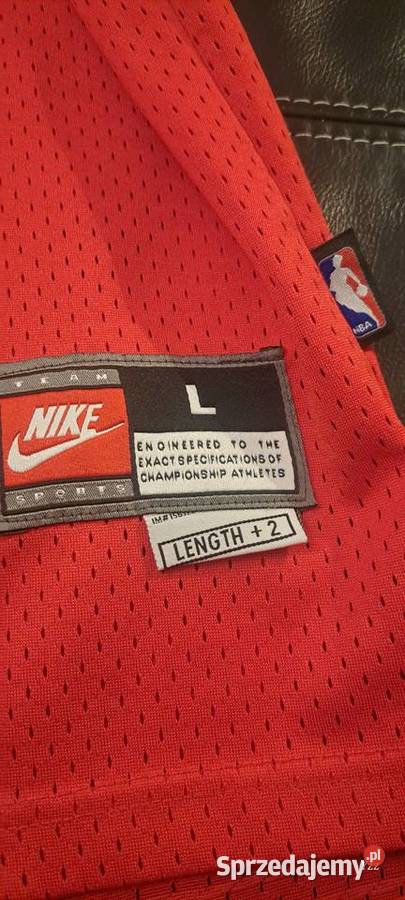 NBA
TEAM
NIKE
SPORTS
L
ENGINEERED TO THE
EXACT SPECIFICATIONS OF
CHAMPIONSHIP ATHLETES
LENGTH + 2
Sprzedajemy.pl